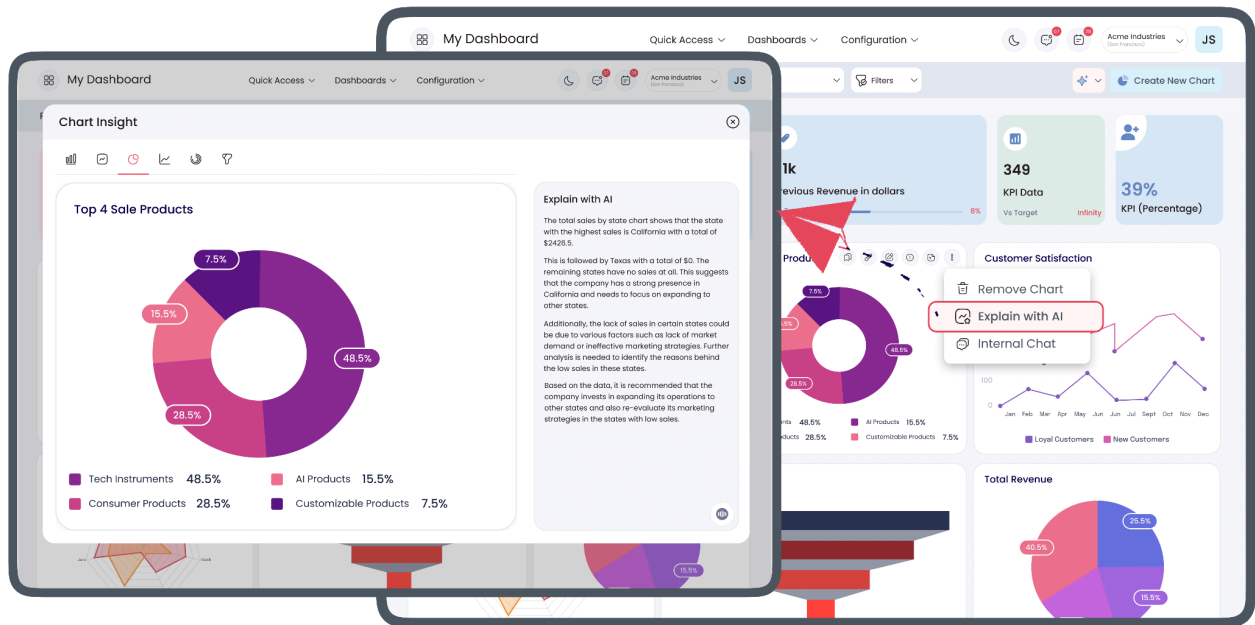 My Dashboard
Quick Access
Dashboards
Configuration
Acme Industries
JS
Filters
Create New Chart
1k
revious Revenue in dollars
8%
349
KPI Data
Vs Target
Infinity
39%
KPI (Percentage)
My Dashboard
Quick Access
Dashboards
Configuration
Acme Industries
JS
Chart Insight
Top 4 Sale Products
7.5%
15.5%
48.5%
28.5%
Tech Instruments 48.5%
AI Products 15.5%
Consumer Products 28.5%
Customizable Products 7.5%
Explain with AI
The total sales by state chart shows that the state
with the highest sales is California with a total of
$2426.5.
This is followed by Texas with a total of $0. The
remaining states have no sales at all. This suggests
that the company has a strong presence in
California and needs to focus on expanding to
other states.
Additionally, the lack of sales in certain states could
be due to various factors such as lack of market
demand or ineffective marketing strategies. Further
analysis is needed to identify the reasons behind
the low sales in these states.
Based on the data, it is recommended that the
company invests in expanding its operations to
other states and also re-evaluate its marketing
strategies in the states with low sales.
15.5%
Produ
7.5%
5.5%
48.5%
28.5%
nts 48.5%
AI Products 15.5%
ducts 28.5%
Customizable Products 7.5%
Remove Chart
Explain with AI
Internal Chat
Customer Satisfaction
100
0
Jan Feb Mar Apr May Jun Jun Jul Sept Oct Nov Dec
Loyal Customers
New Customers
Total Revenue
25.5%
40.5%
15.5%